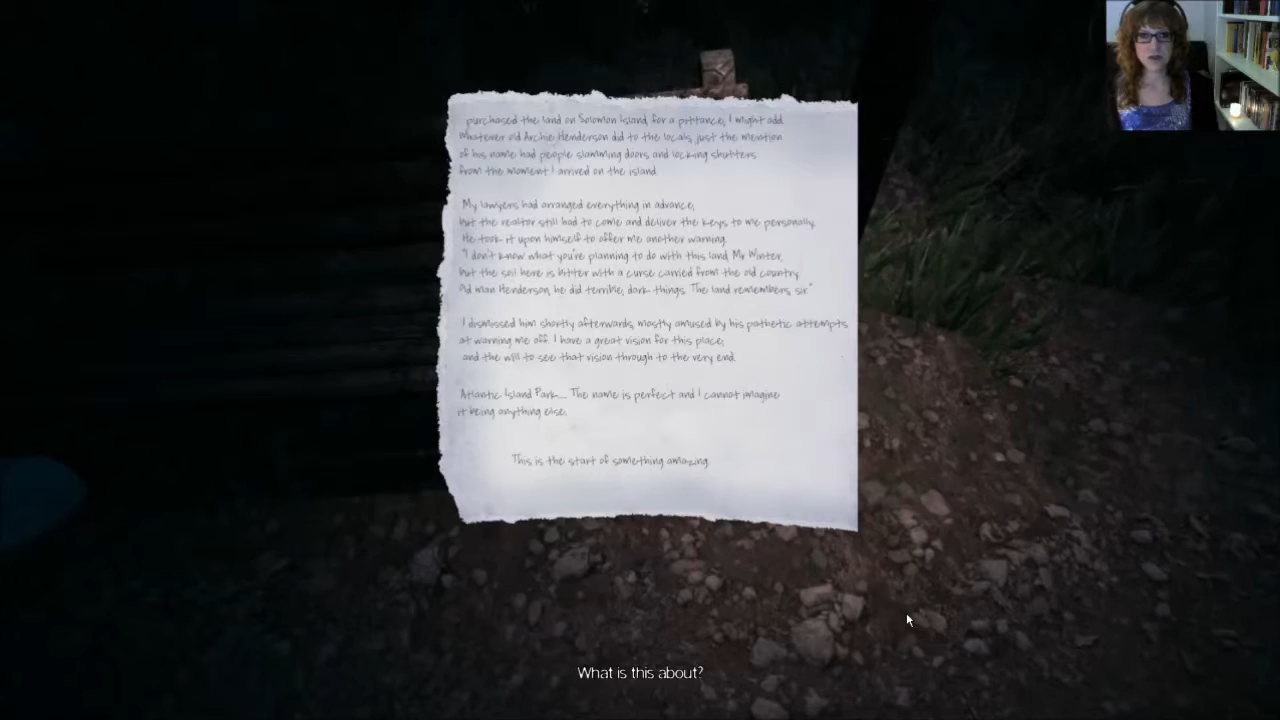 purchased the land on Solomon Island, for a pittance, I might add.
Whatever old Archie Henderson did to the locals, just the mention
of his name had people slamming doors and locking shutters
from the moment I arrived on the island.
My lawyers had arranged everything in advance,
but the realtor still had to come and deliver the keys to me personally.
He took it upon himself to offer me another warning.
"I don't know what you're planning to do with this land, Mr Winter,
but the soil here is bitter with a curse carried from the old country.
Old man Henderson, he did terrible, dark things. The land remembers, sir."
I dismissed him shortly afterwards, mostly amused by his pathetic attempts
at warning me off. I have a great vision for this place,
and the will to see that vision through to the very end.
Atlantic Island Park... The name is perfect and I cannot imagine
it being anything else.
This is the start of something amazing.
What is this about?